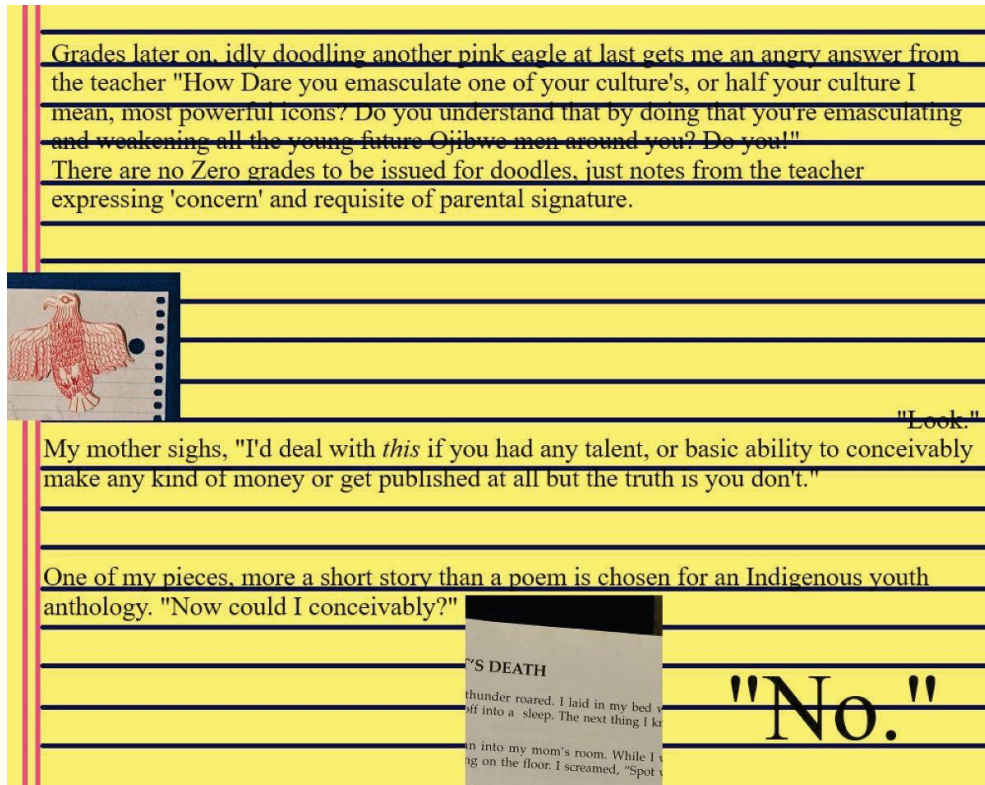 Grades later on, idly doodling another pink eagle at last gets me an angry answer from
the teacher "How Dare you emasculate one of your culture's, or half your culture I
mean, most powerful icons? Do you understand that by doing that you're emasculating
and weakening all the young future Ojibwe men around you? Do you!"
There are no Zero grades to be issued for doodles, just notes from the teacher
expressing 'concern' and requisite of parental signature.
"Look."
My mother sighs, "I'd deal with this if you had any talent, or basic ability to conceivably
make any kind of money or get published at all but the truth is you don't."
One of my pieces, more a short story than a poem is chosen for an Indigenous youth
anthology. "Now could I conceivably?"
'S DEATH
thunder roared. I laid in my bed
off into a sleep. The next thing I
into my mom's room. While I
on the floor. I screamed, "Spot
"No."